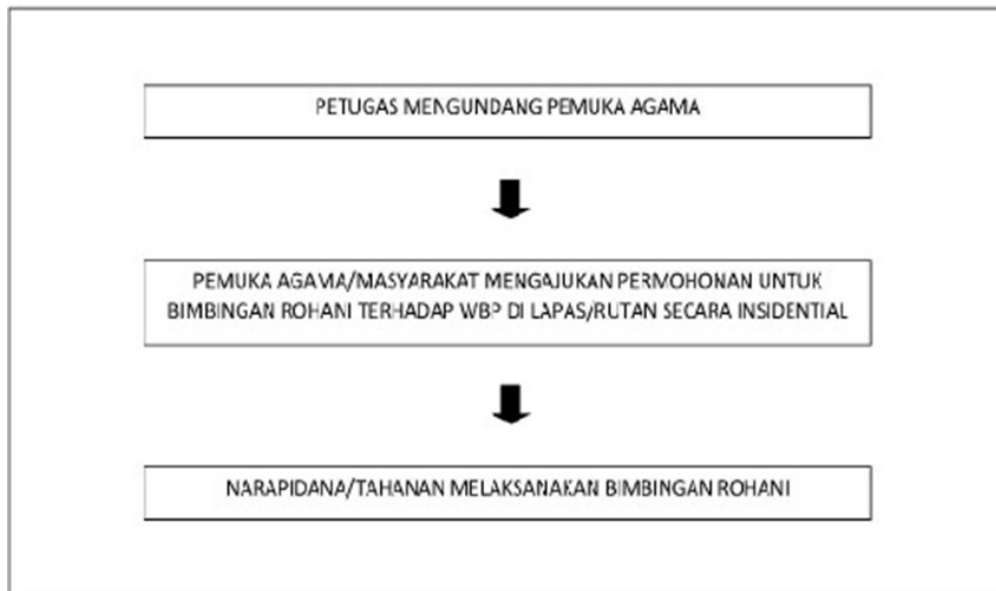 PETUGAS MENGUNDANG PEMUKA AGAMA
PEMUKA AGAMA/MASYARAKAT MENGAJUKAN PERMOHONAN UNTUK
BIMBINGAN ROHANI TERHADAP WBP DI LAPAS/RUTAN SECARA INSIDENTIAL
NARAPIDANA/TAHANAN MELAKSANAKAN BIMBINGAN ROHANI